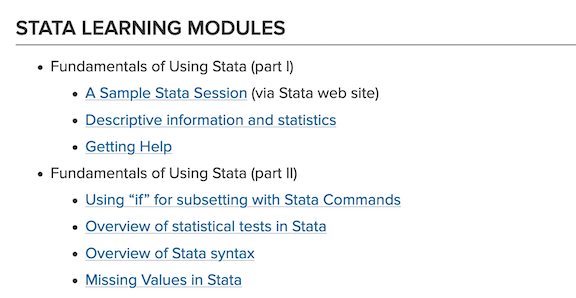 STATA LEARNING MODULES
Fundamentals of Using Stata (part I)
A Sample Stata Session (via Stata web site)
Descriptive information and statistics
Getting Help
Fundamentals of Using Stata (part II)
Using “if” for subsetting with Stata Commands
Overview of statistical tests in Stata
Overview of Stata syntax
Missing Values in Stata